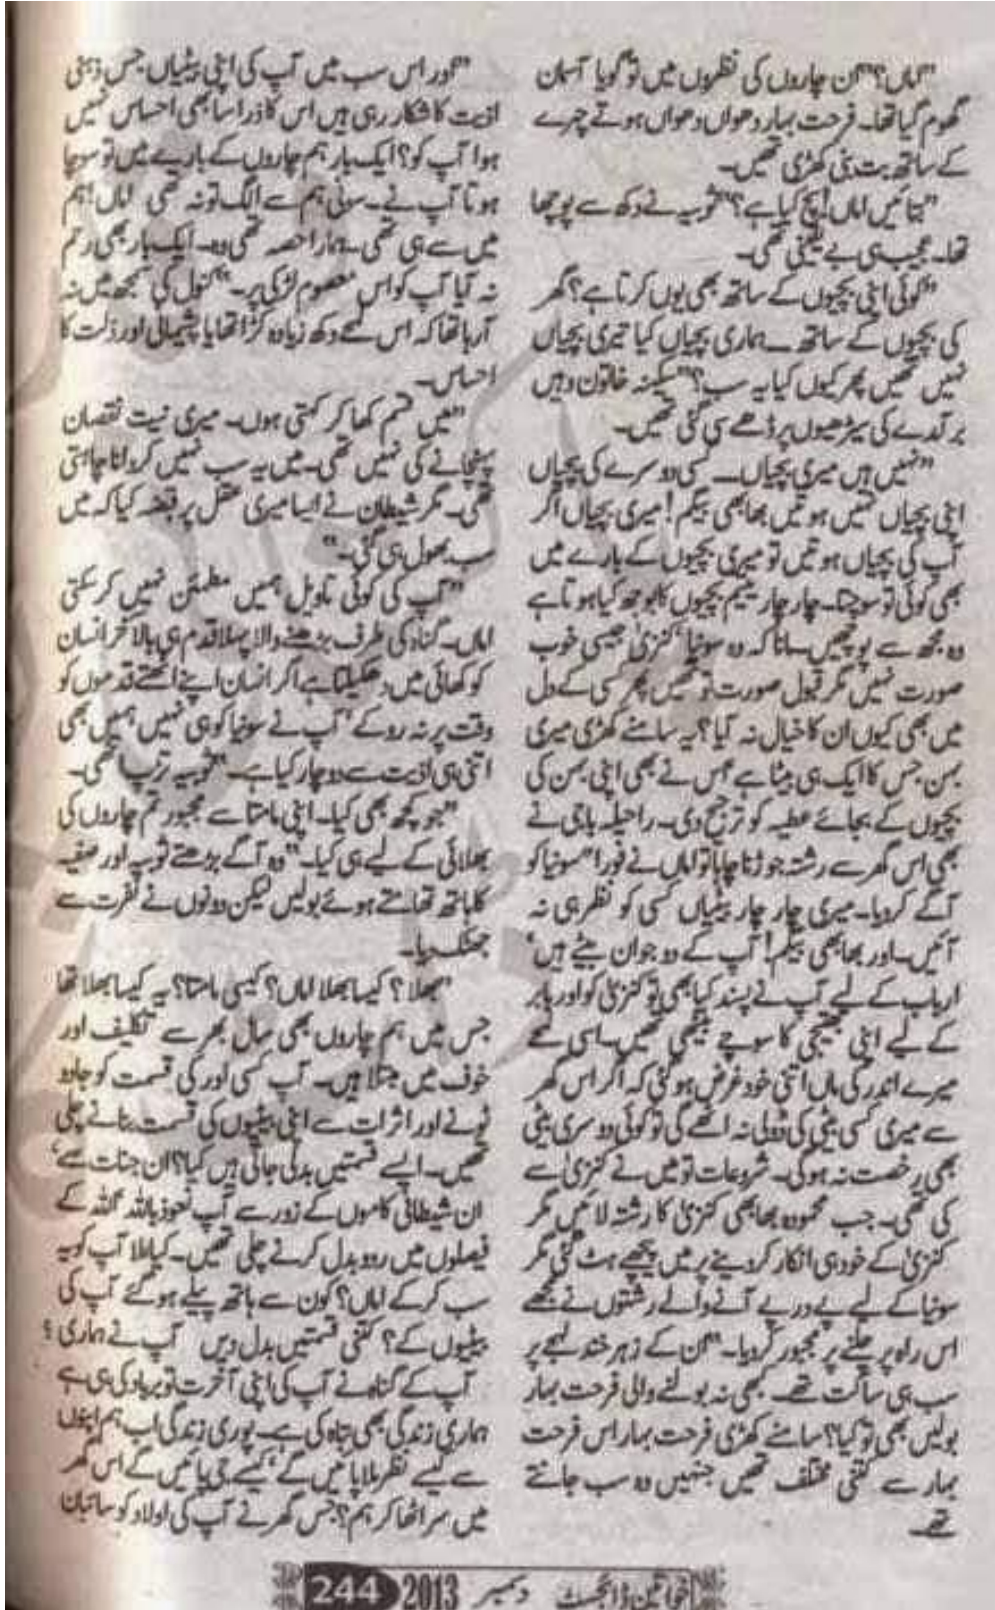 "اماں؟" ان چاروں کی نظروں میں تو گویا آسمان
گھوم گیا تھا۔ فرحت بہار دھواں دھواں ہوتے چہرے
کے ساتھ بت بنی کھڑی تھیں۔
"بتائیں اماں! سچ کیا ہے؟" ثوبیہ نے دکھ سے پوچھا
تھا۔ عجیب سی بے یقینی تھی۔
"کوئی اپنی بچیوں کے ساتھ بھی یوں کرتا ہے؟ گھر
کی بچیوں کے ساتھ۔ ہماری بچیاں کیا تیری بچیاں
نہیں تھیں پھر کیوں کیا یہ سب؟" سکینہ خاتون وہیں
برآمدے کی سیڑھیوں پر ڈھے سی گئی تھیں۔
"نہیں ہیں میری بچیاں۔ کسی دوسرے کی بچیاں
اپنی بچیاں نہیں ہوتیں بھابھی بیگم! میری بچیاں اگر
آپ کی بچیاں ہوتیں تو میری بچیوں کے بارے میں
بھی کوئی تو سوچتا۔ چار چار یتیم بچیوں کا بوجھ کیا ہوتا ہے
وہ مجھ سے پوچھیں۔ مانا کہ وہ سونیا، کنزیٰ جیسی خوب
صورت نہیں مگر قبول صورت تو تھیں پھر کسی کے دل
میں بھی کیوں ان کا خیال نہ آیا؟ یہ سامنے کھڑی میری
بہن جس کا ایک ہی بیٹا ہے اس نے بھی اپنی بہن کی
بچیوں کے بجائے عطیہ کو ترجیح دی۔ راحیلہ باجی نے
بھی اس گھر سے رشتہ جوڑنا چاہا تو اماں نے فوراً سونیا کو
آگے کر دیا۔ میری چار چار بیٹیاں کسی کو نظر ہی نہ
آئیں۔ اور بھابھی بیگم! آپ کے دو جوان بیٹے ہیں،
ارباب کے لیے آپ نے پسند کیا بھی تو کنزیٰ کو اور بابر
کے لیے اپنی بھتیجی کا سوچے بیٹھی تھیں۔ اسی لمحے
میرے اندر کی ماں اتنی خود غرض ہو گئی کہ اگر اس گھر
سے میری کسی بیٹی کی ڈولی نہ اٹھے گی تو کوئی دوسری بیٹی
بھی رخصت نہ ہوگی۔ شروعات تو میں نے کنزیٰ سے
کی تھی۔ جب محمودہ بھابھی کنزیٰ کا رشتہ لائیں مگر
کنزیٰ کے خود ہی انکار کر دینے پر میں پیچھے ہٹ گئی مگر
سونیا کے لیے پے در پے آنے والے رشتوں نے مجھے
اس راہ پر چلنے پر مجبور کر دیا۔" ان کے زہر خند لہجے پر
سب ہی ساکت تھے۔ کبھی نہ بولنے والی فرحت بہار
بولیں بھی تو کیا؟ سامنے کھڑی فرحت بہار اس فرحت
بہار سے کتنی مختلف تھیں جنہیں وہ سب جانتے
تھے۔
"اور اس سب میں آپ کی اپنی بیٹیاں جس ذہنی
اذیت کا شکار رہی ہیں اس کا ذرا سا بھی احساس نہیں
ہوا آپ کو؟ ایک بار ہم چاروں کے بارے میں تو سوچا
ہوتا آپ نے۔ سونی ہم سے الگ تو نہ تھی اماں! ہم
میں سے ہی تھی۔ ہمارا حصہ تھی وہ۔ ایک بار بھی رحم
نہ آیا آپ کو اس معصوم لڑکی پر۔" کنول کی سمجھ میں نہ
آ رہا تھا کہ اس لمحے دکھ زیادہ کڑا تھا یا پشیمانی اور ذلت کا
احساس۔
"میں قسم کھا کر کہتی ہوں۔ میری نیت نقصان
پہنچانے کی نہیں تھی۔ میں یہ سب نہیں کروانا چاہتی
تھی۔ مگر شیطان نے ایسا میری عقل پر قبضہ کیا کہ میں
سب بھول ہی گئی۔"
"آپ کی کوئی تاویل ہمیں مطمئن نہیں کر سکتی
اماں۔ گناہ کی طرف بڑھنے والا پہلا قدم ہی بالآخر انسان
کو کھائی میں دھکیلتا ہے اگر انسان اپنے اٹھتے قدموں کو
وقت پر نہ روکے، آپ نے سونیا کو ہی نہیں ہمیں بھی
اتنی ہی اذیت سے دوچار کیا ہے۔" ثوبیہ تڑپ اٹھی۔
"جو کچھ بھی کیا۔ اپنی مامتا سے مجبور تم چاروں کی
بھلائی کے لیے ہی کیا۔" وہ آگے بڑھتے ثوبیہ اور صفیہ
کا ہاتھ تھامتے ہوئے بولیں لیکن دونوں نے نفرت سے
جھٹک دیا۔
"بھلا؟ کیسا بھلا اماں؟ کیسی مامتا؟ یہ کیسا بھلا تھا
جس میں ہم چاروں بھی سال بھر سے تکلیف اور
خوف میں مبتلا ہیں۔ آپ کسی اور کی قسمت کو جادو
ٹونے اور اثرات سے اپنی بیٹیوں کی قسمت بنانے چلی
تھیں۔ ایسے قسمتیں بدلی جاتی ہیں کیا؟ ان جنات سے،
ان شیطانی کاموں کے زور سے آپ نعوذ باللہ اللہ کے
فیصلوں میں ردوبدل کرنے چلی تھیں۔ کیا ملا آپ کو یہ
سب کر کے اماں؟ کون سے ہاتھ پیلے ہو گئے آپ کی
بیٹیوں کے؟ کتنی قسمتیں بدل دیں آپ نے ہماری؟
آپ کے گناہ نے آپ کی اپنی آخرت تو برباد کی ہی ہے
ہماری زندگی بھی تباہ کی ہے۔ پوری زندگی اب ہم اپنوں
سے کیسے نظر ملا پائیں گے، کیسے جی پائیں گے اس گھر
میں سر اٹھا کر ہم؟ جس گھر نے آپ کی اولاد کو سائبان
خواتین ڈائجسٹ دسمبر 2013 244